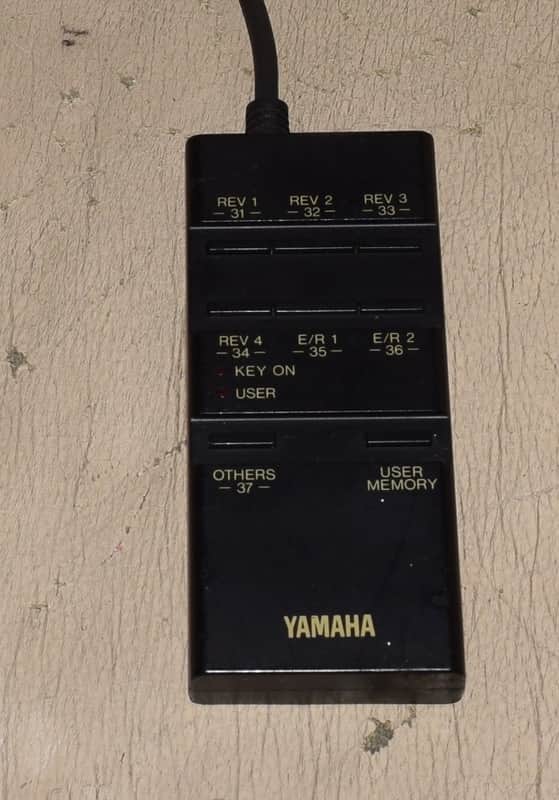 REV 1 REV 2 REV 3
— 31 — — 32 — — 33 —
REV 4 E/R 1 E/R 2
— 34 — — 35 — — 36 —
KEY ON
USER
OTHERS USER
— 37 — MEMORY
YAMAHA